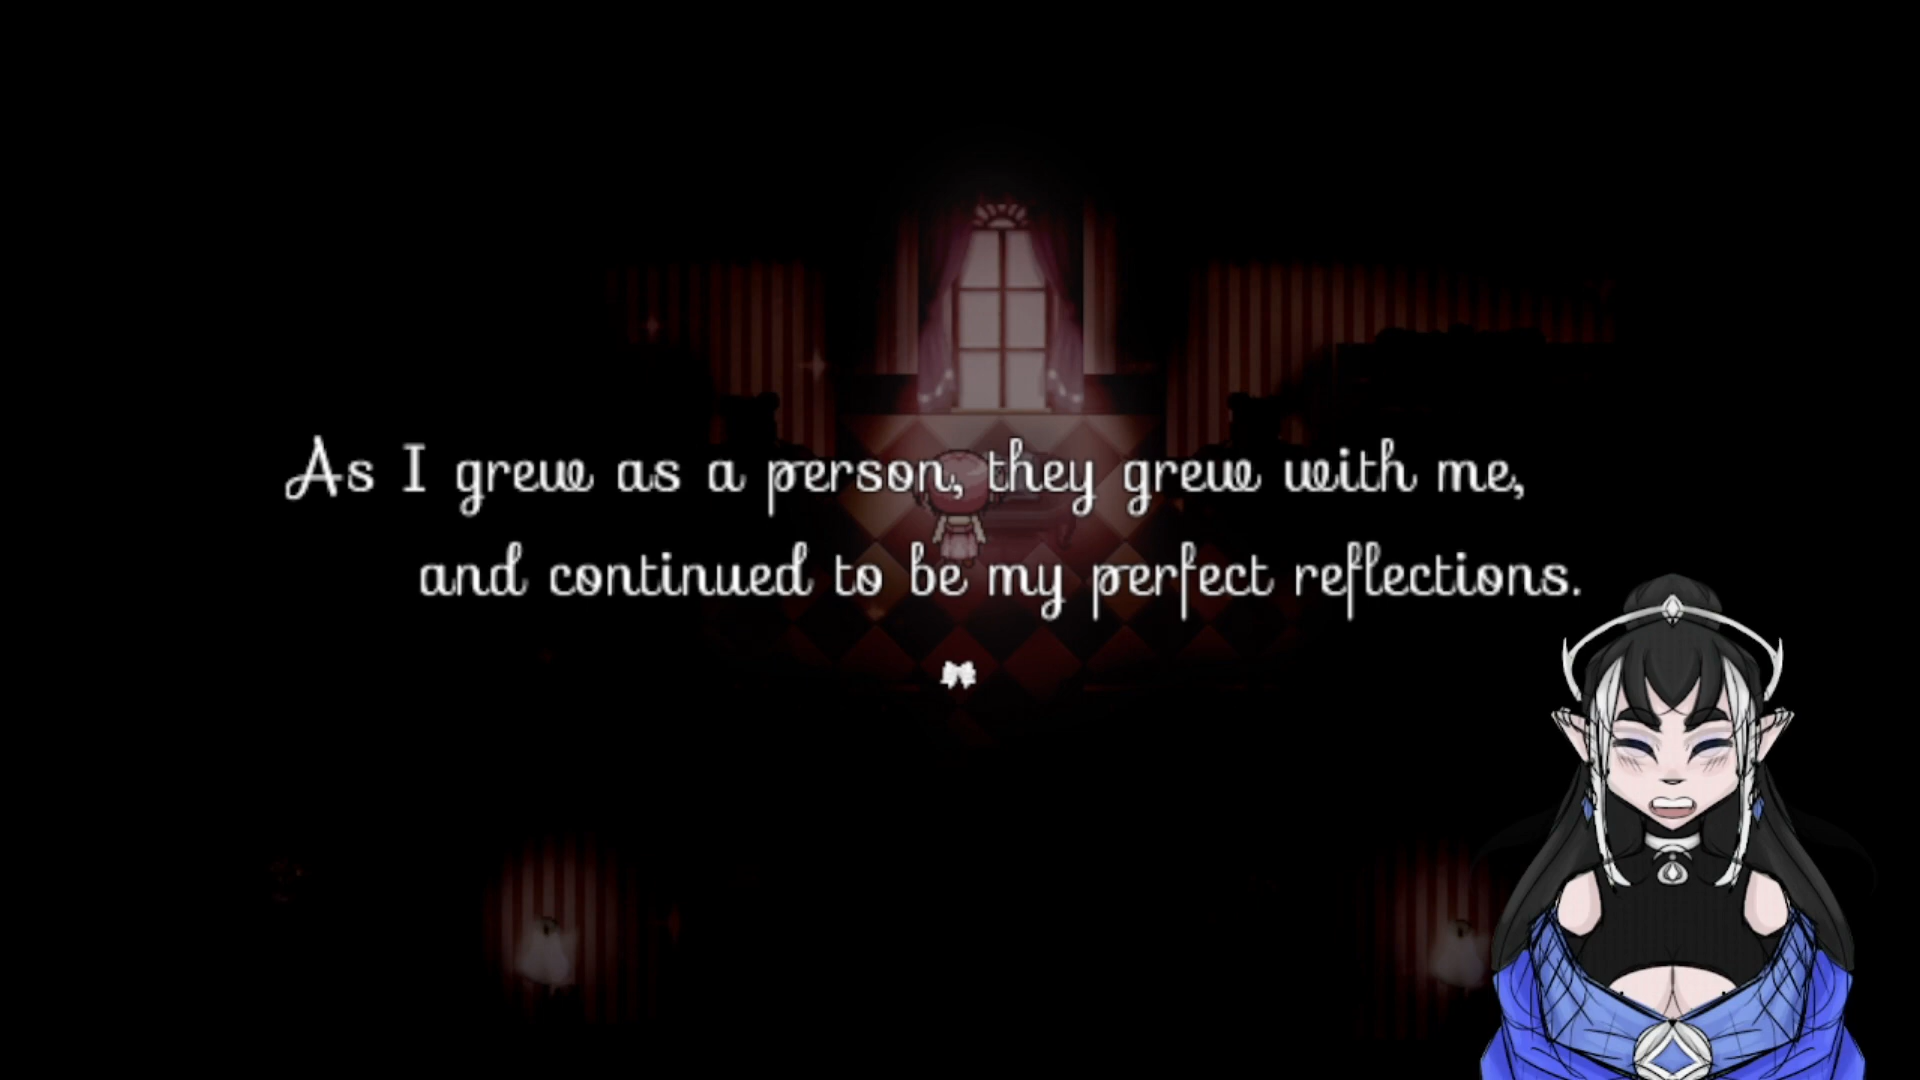 As I grew as a person, they grew with me,
and continued to be my perfect reflections.